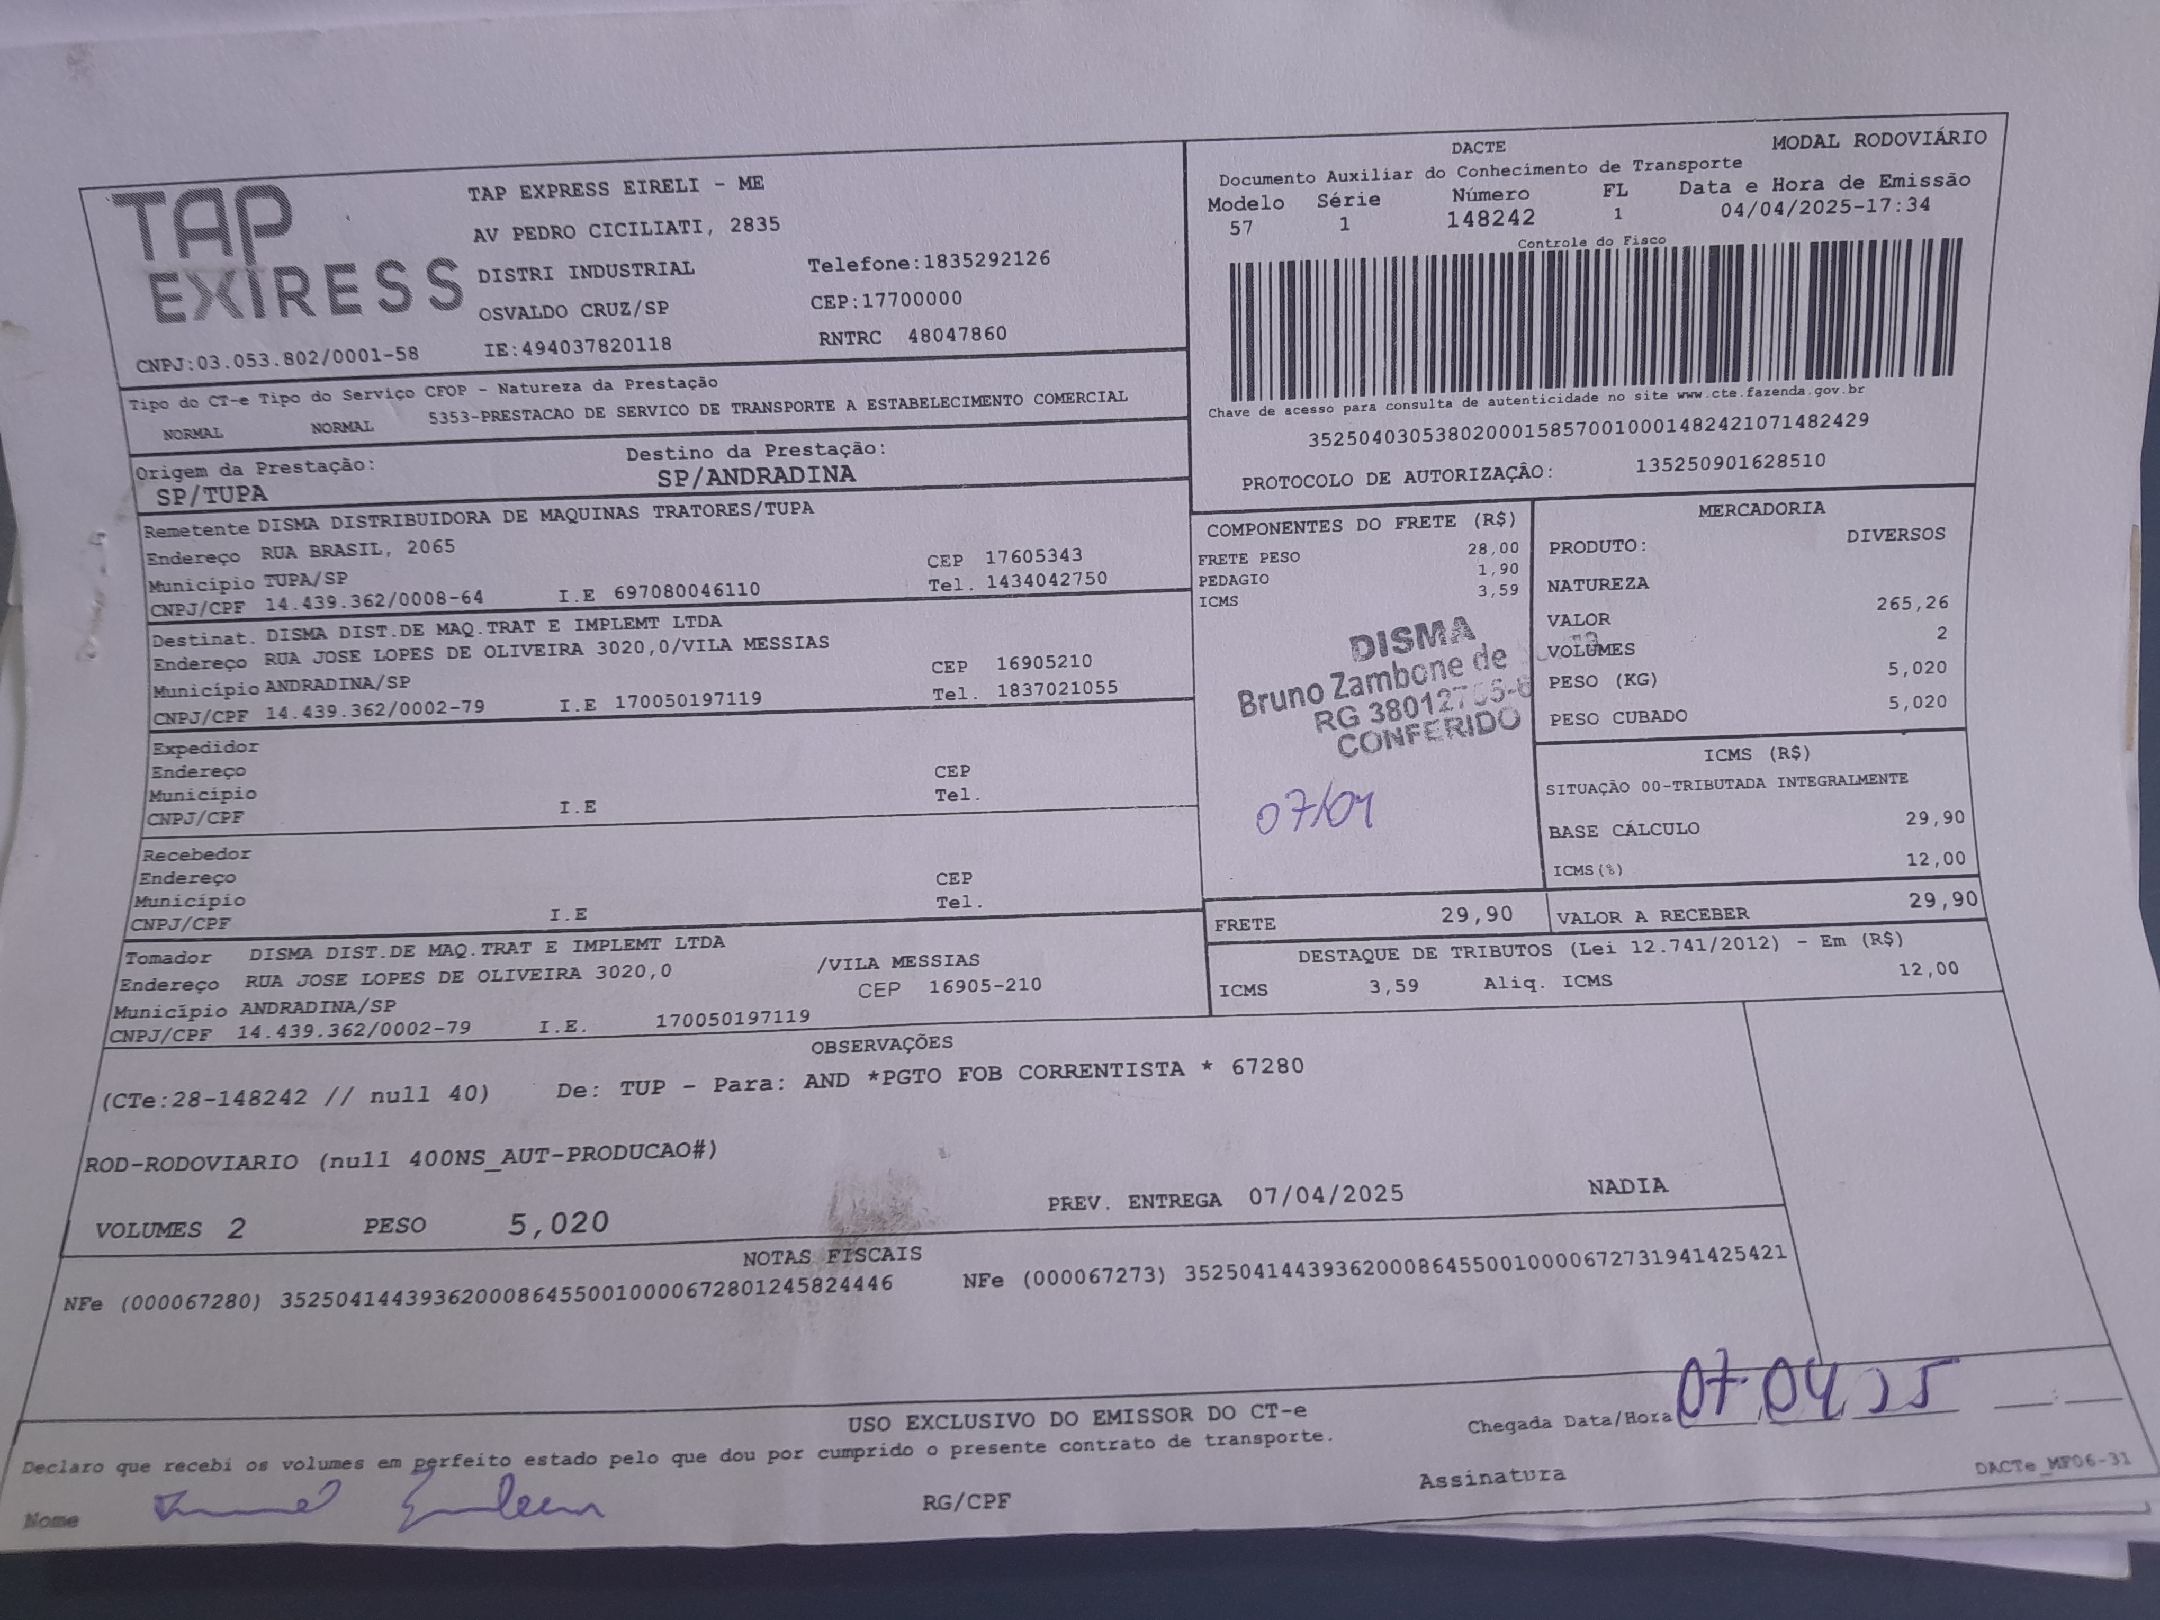 TAP
EXIRESS
TAP EXPRESS EIRELI - ME
AV PEDRO CICILIATI, 2835
DISTRI INDUSTRIAL Telefone:1835292126
OSVALDO CRUZ/SP CEP:17700000
CNPJ:03.053.802/0001-58 IE:494037820118 RNTRC 48047860
DACTE MODAL RODOVIÁRIO
Documento Auxiliar do Conhecimento de Transporte
Modelo Série Número FL Data e Hora de Emissão
57 1 148242 1 04/04/2025-17:34
Controle do Fisco
Chave de acesso para consulta de autenticidade no site www.cte.fazenda.gov.br
35250403053802000158570010001482421071482429
PROTOCOLO DE AUTORIZAÇÃO: 135250901628510
Tipo do CT-e Tipo do Serviço CFOP - Natureza da Prestação
NORMAL NORMAL 5353-PRESTACAO DE SERVICO DE TRANSPORTE A ESTABELECIMENTO COMERCIAL
Origem da Prestação: Destino da Prestação:
SP/TUPA SP/ANDRADINA
Remetente DISMA DISTRIBUIDORA DE MAQUINAS TRATORES/TUPA
Endereço RUA BRASIL, 2065 CEP 17605343
Município TUPA/SP Tel. 1434042750
CNPJ/CPF 14.439.362/0008-64 I.E 697080046110
Destinat. DISMA DIST.DE MAQ.TRAT E IMPLEMT LTDA
Endereço RUA JOSE LOPES DE OLIVEIRA 3020,0/VILA MESSIAS CEP 16905210
Município ANDRADINA/SP Tel. 1837021055
CNPJ/CPF 14.439.362/0002-79 I.E 170050197119
Expedidor
Endereço CEP
Município Tel.
CNPJ/CPF I.E
Recebedor
Endereço CEP
Município Tel.
CNPJ/CPF I.E
Tomador DISMA DIST.DE MAQ.TRAT E IMPLEMT LTDA
Endereço RUA JOSE LOPES DE OLIVEIRA 3020,0 /VILA MESSIAS
Município ANDRADINA/SP CEP 16905-210
CNPJ/CPF 14.439.362/0002-79 I.E. 170050197119
COMPONENTES DO FRETE (R$)
FRETE PESO 28,00
PEDAGIO 1,90
ICMS 3,59
DISMA
Bruno Zambone de
RG
CONFERIDO
07/04
MERCADORIA
PRODUTO: DIVERSOS
NATUREZA
VALOR 265,26
VOLUMES 2
PESO (KG) 5,020
PESO CUBADO 5,020
ICMS (R$)
SITUAÇÃO 00-TRIBUTADA INTEGRALMENTE
BASE CÁLCULO 29,90
ICMS(%) 12,00
FRETE 29,90 VALOR A RECEBER 29,90
DESTAQUE DE TRIBUTOS (Lei 12.741/2012) - Em (R$)
ICMS 3,59 Aliq. ICMS 12,00
OBSERVAÇÕES
(CTe:28-148242 // null 40) De: TUP - Para: AND *PGTO FOB CORRENTISTA * 67280
ROD-RODOVIARIO (null 400NS_AUT-PRODUCAO#)
VOLUMES 2 PESO 5,020 PREV. ENTREGA 07/04/2025 NADIA
NOTAS FISCAIS
NFe (000067280) 35250414439362000864550010000672801245824446 NFe (000067273) 35250414439362000864550010000672731941425421
USO EXCLUSIVO DO EMISSOR DO CT-e
Declaro que recebi os volumes em perfeito estado pelo que dou por cumprido o presente contrato de transporte.
Chegada Data/Hora 07/04/25 __:__
Nome RG/CPF Assinatura
DACTe_MF06-31